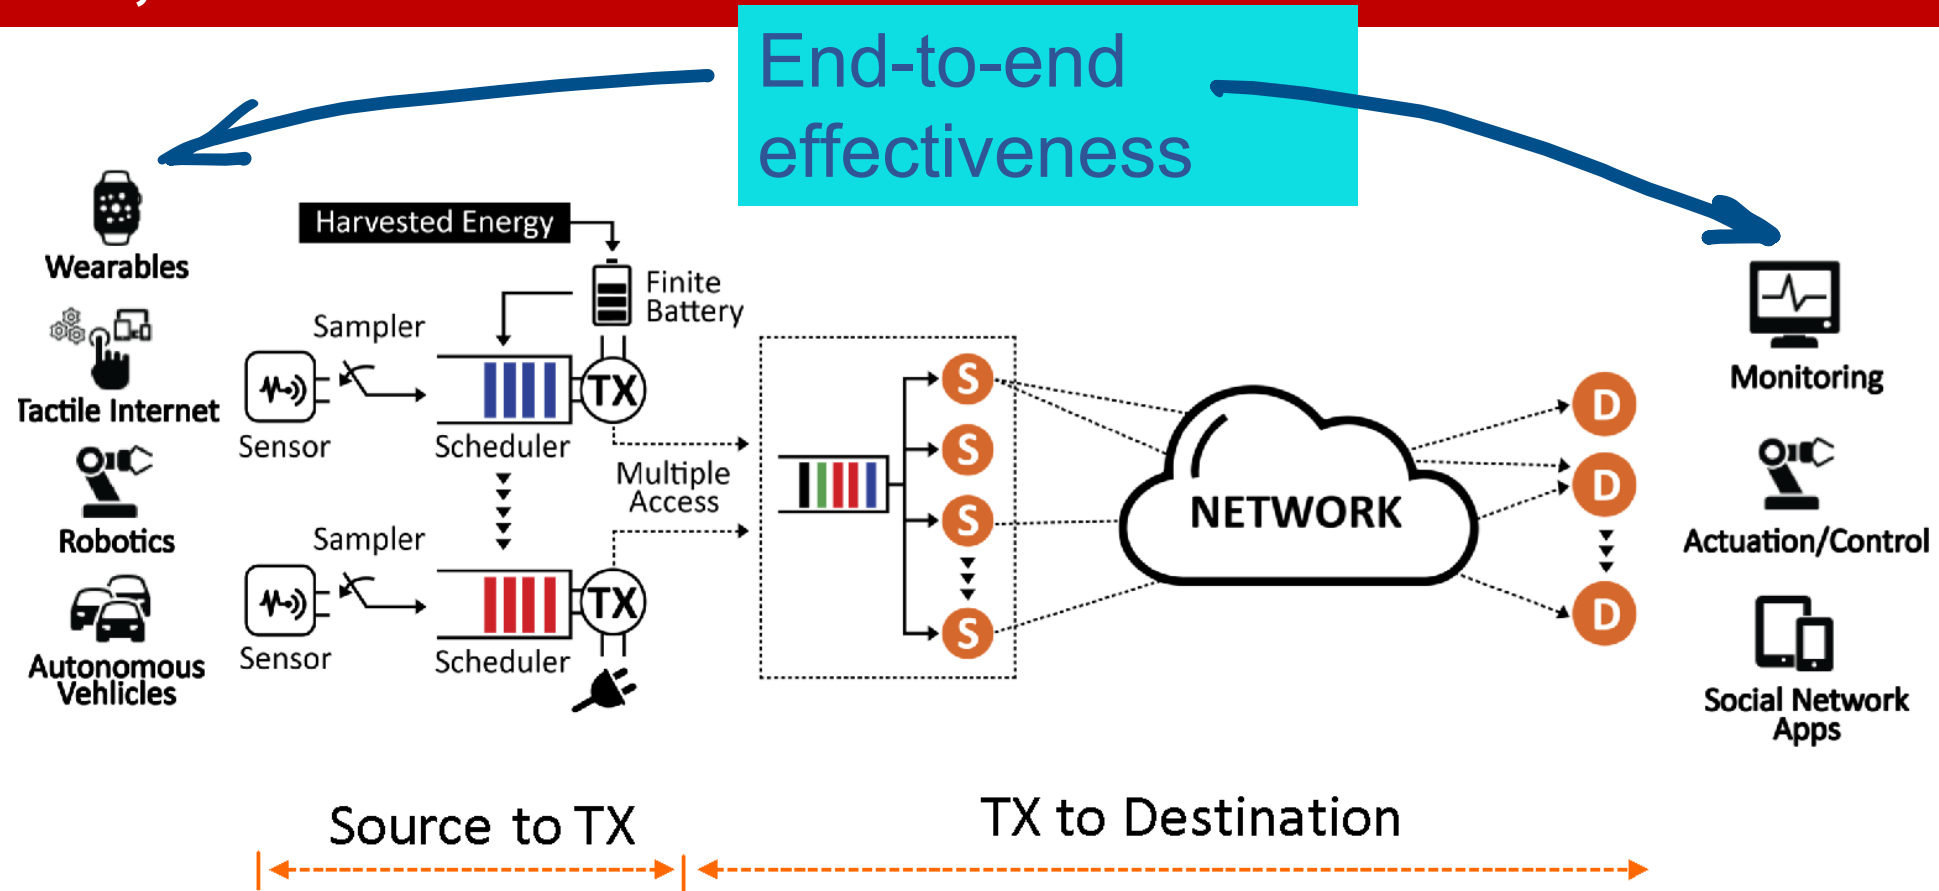 End-to-end
effectiveness
Wearables
Tactile Internet
Robotics
Autonomous
Vehlicles
Harvested Energy
Finite
Battery
Sampler
Sensor
Scheduler
TX
Multiple
Access
Sampler
Sensor
Scheduler
TX
S
S
S
S
NETWORK
D
D
D
Monitoring
Actuation/Control
Social Network
Apps
Source to TX
TX to Destination